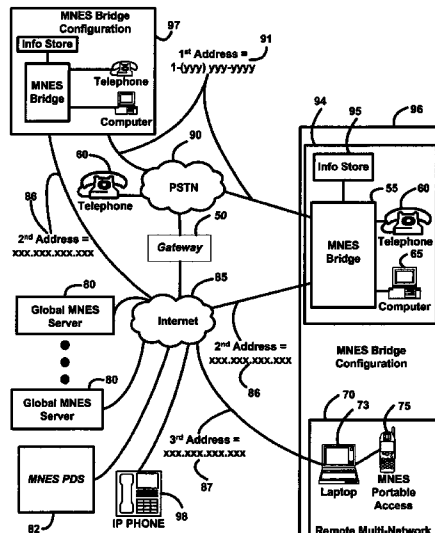 MNES Bridge
Configuration
97
Info Store
MNES
Bridge
Telephone
Computer
1st Address =
1-(yyy) yyy-yyyy
91
90
60
PSTN
Telephone
50
Gateway
86
2nd Address =
xxx.xxx.xxx.xxx
85
Internet
80
Global MNES
Server
80
Global MNES
Server
MNES PDS
82
IP PHONE
98
3rd Address =
xxx.xxx.xxx.xxx
87
2nd Address =
xxx.xxx.xxx.xxx
86
94
95
96
Info Store
55
60
MNES
Bridge
Telephone
65
Computer
MNES Bridge
Configuration
70
73
75
Laptop
MNES
Portable
Access
Remote Multi-Network